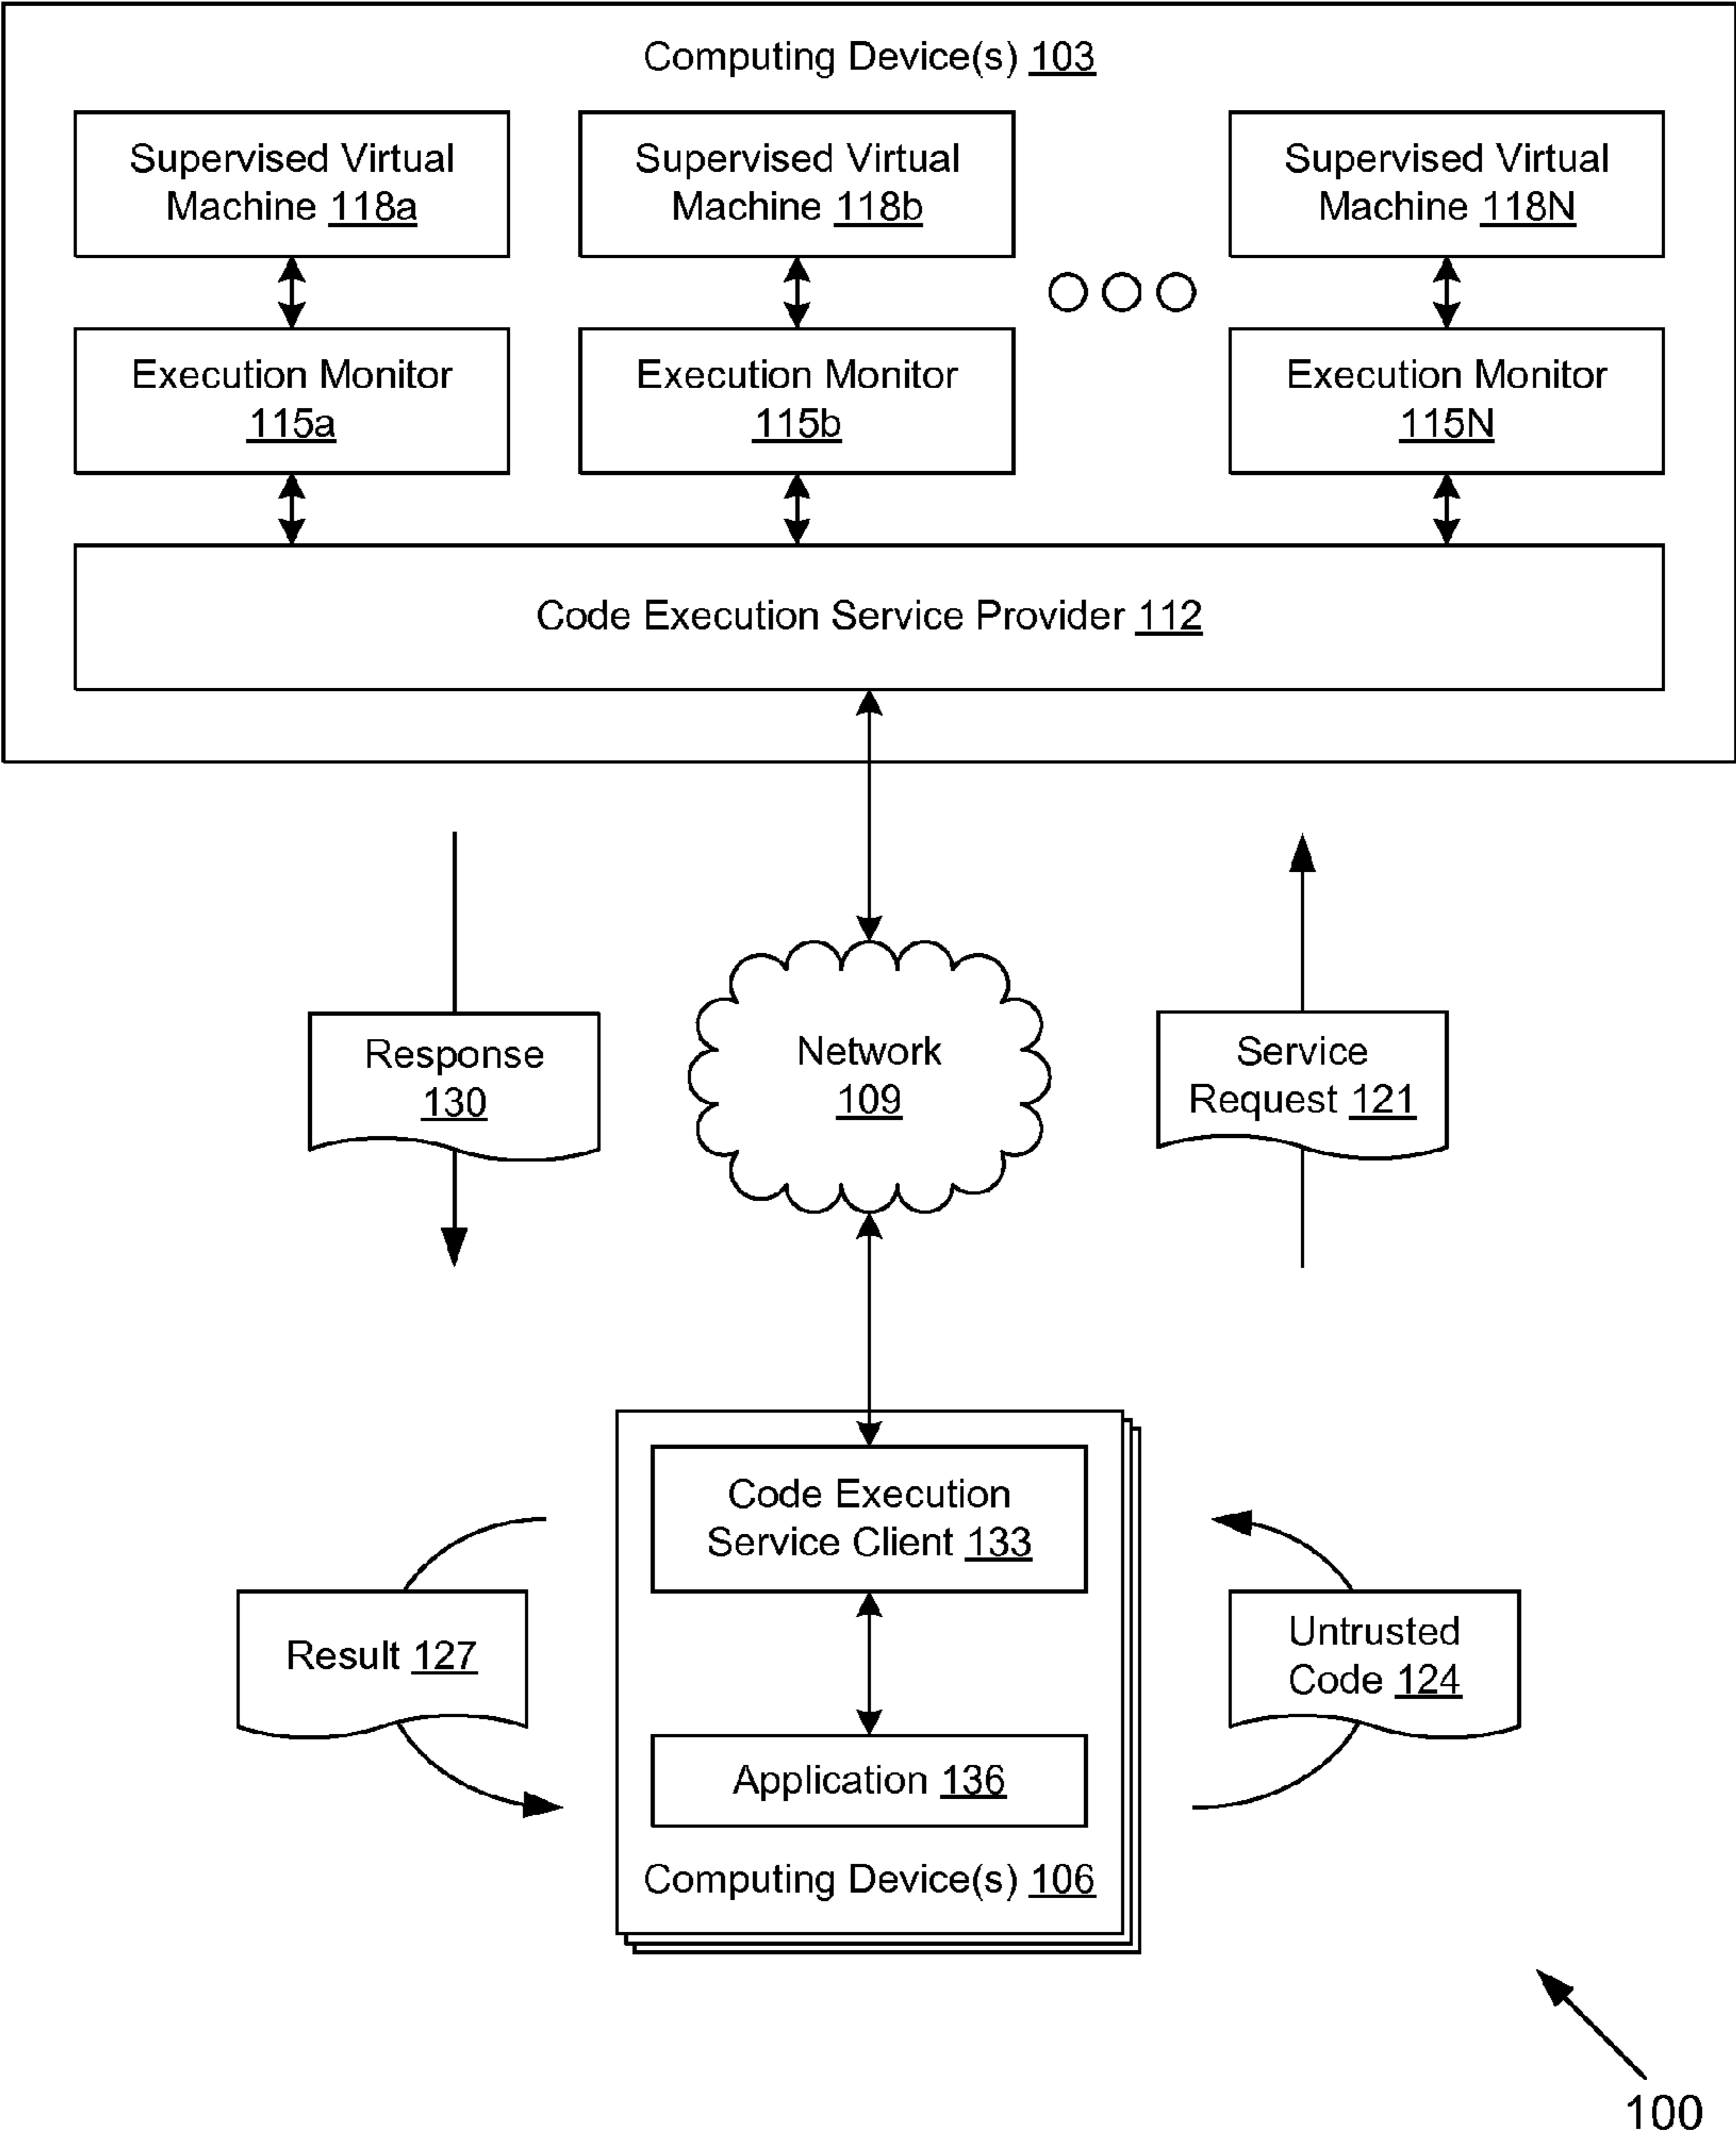 Computing Device(s) 103
Supervised Virtual
Machine 118a
Supervised Virtual
Machine 118b
Supervised Virtual
Machine 118N
Execution Monitor
115a
Execution Monitor
115b
Execution Monitor
115N
Code Execution Service Provider 112
Response
130
Network
109
Service
Request 121
Code Execution
Service Client 133
Result 127
Untrusted
Code 124
Application 136
Computing Device(s) 106
100